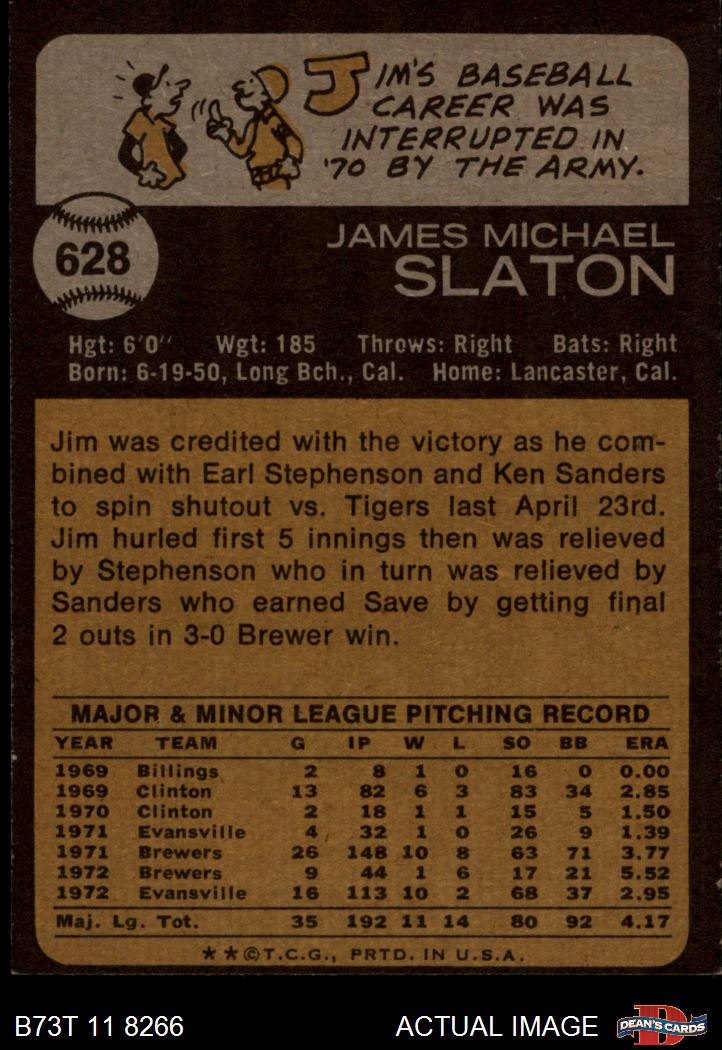 JIM'S BASEBALL
CAREER WAS
INTERRUPTED IN
'70 BY THE ARMY.
628
JAMES MICHAEL
SLATON
Hgt: 6'0" Wgt: 185 Throws: Right Bats: Right
Born: 6-19-50, Long Bch., Cal. Home: Lancaster, Cal.
Jim was credited with the victory as he com-
bined with Earl Stephenson and Ken Sanders
to spin shutout vs. Tigers last April 23rd.
Jim hurled first 5 innings then was relieved
by Stephenson who in turn was relieved by
Sanders who earned Save by getting final
2 outs in 3-0 Brewer win.
MAJOR & MINOR LEAGUE PITCHING RECORD
YEAR TEAM G IP W L SO BB ERA
1969 Billings 2 8 1 0 16 0 0.00
1969 Clinton 13 82 6 3 83 34 2.85
1970 Clinton 2 18 1 1 15 5 1.50
1971 Evansville 4 32 1 0 26 9 1.39
1971 Brewers 26 148 10 8 63 71 3.77
1972 Brewers 9 44 1 6 17 21 5.52
1972 Evansville 16 113 10 2 68 37 2.95
Maj. Lg. Tot. 35 192 11 14 80 92 4.17
**©T.C.G., PRTD. IN U.S.A.
B73T 11 8266 ACTUAL IMAGE
D
DEAN'S CARDS